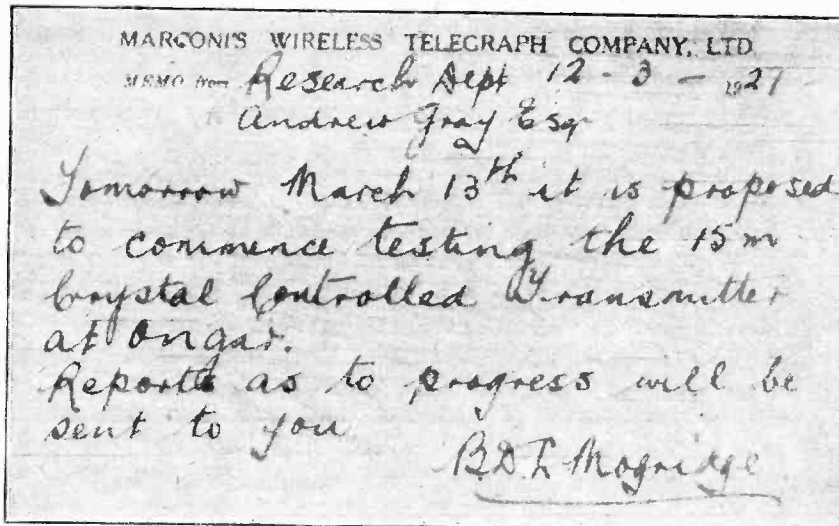 MARCONI'S WIRELESS TELEGRAPH COMPANY, LTD
MEMO from Research Dept 12 - 3 - 1927
Andrew Gray Esq
Tomorrow March 13th it is proposed
to commence testing the 15 m
Crystal Controlled Transmitter
at Ongar.
Reports as to progress will be
sent to you
B.D.L Mogridge